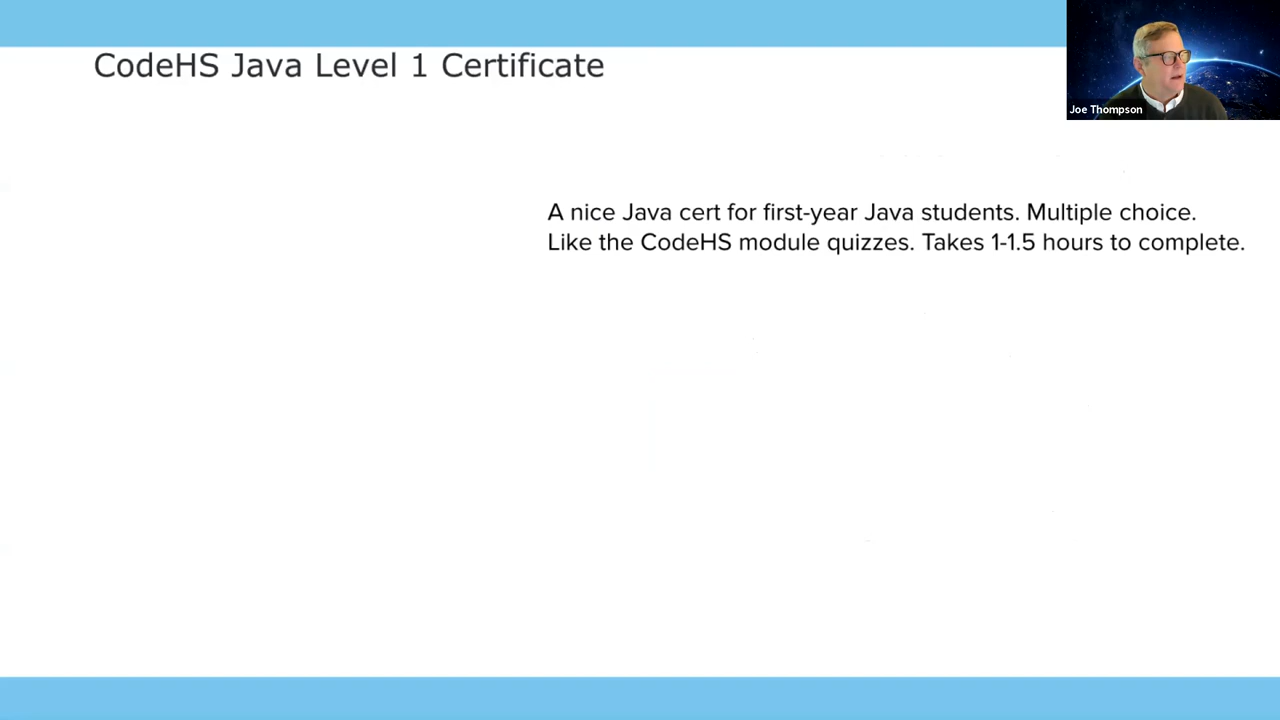 CodeHS Java Level 1 Certificate
Joe Thompson
A nice Java cert for first-year Java students. Multiple choice.
Like the CodeHS module quizzes. Takes 1-1.5 hours to complete.